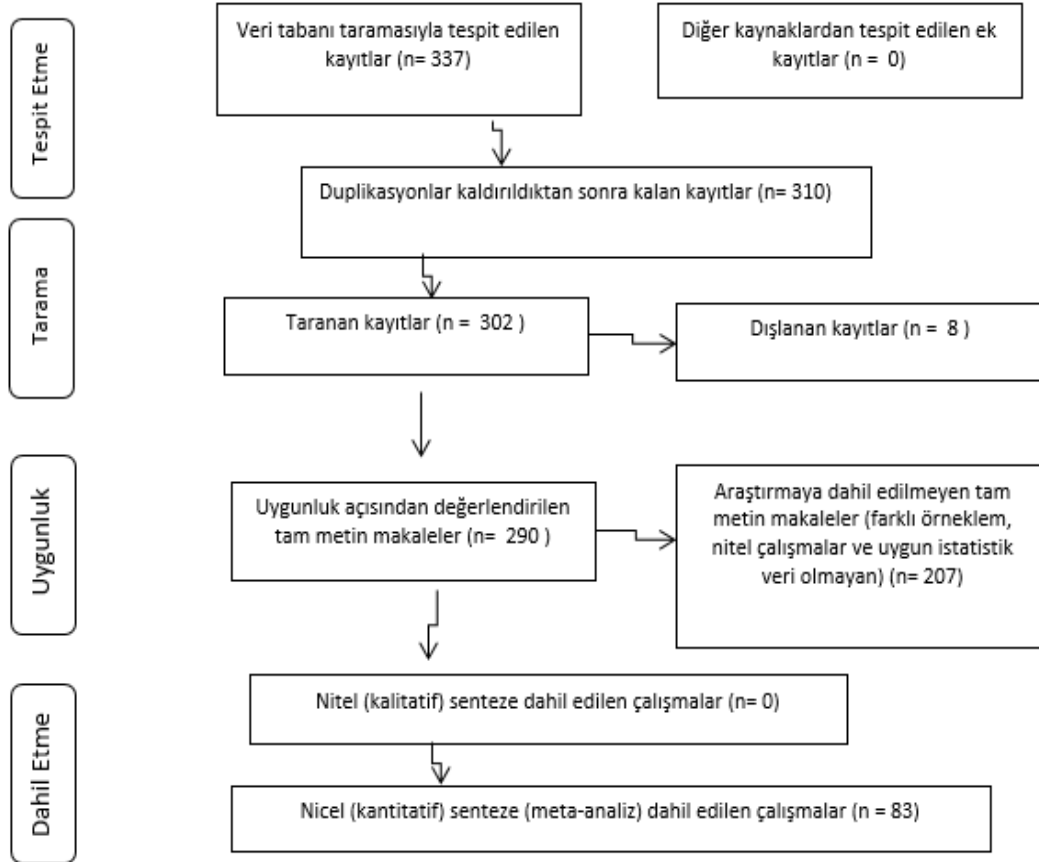 Tespit Etme
Veri tabanı taramasıyla tespit edilen
kayıtlar (n= 337)
Diğer kaynaklardan tespit edilen ek
kayıtlar (n = 0)
Duplikasyonlar kaldırıldıktan sonra kalan kayıtlar (n= 310)
Tarama
Taranan kayıtlar (n = 302 )
Dışlanan kayıtlar (n = 8 )
Uygunluk
Uygunluk açısından değerlendirilen
tam metin makaleler (n= 290 )
Araştırmaya dahil edilmeyen tam
metin makaleler (farklı örneklem,
nitel çalışmalar ve uygun istatistik
veri olmayan) (n= 207)
Dahil Etme
Nitel (kalitatif) senteze dahil edilen çalışmalar (n= 0)
Nicel (kantitatif) senteze (meta-analiz) dahil edilen çalışmalar (n = 83)